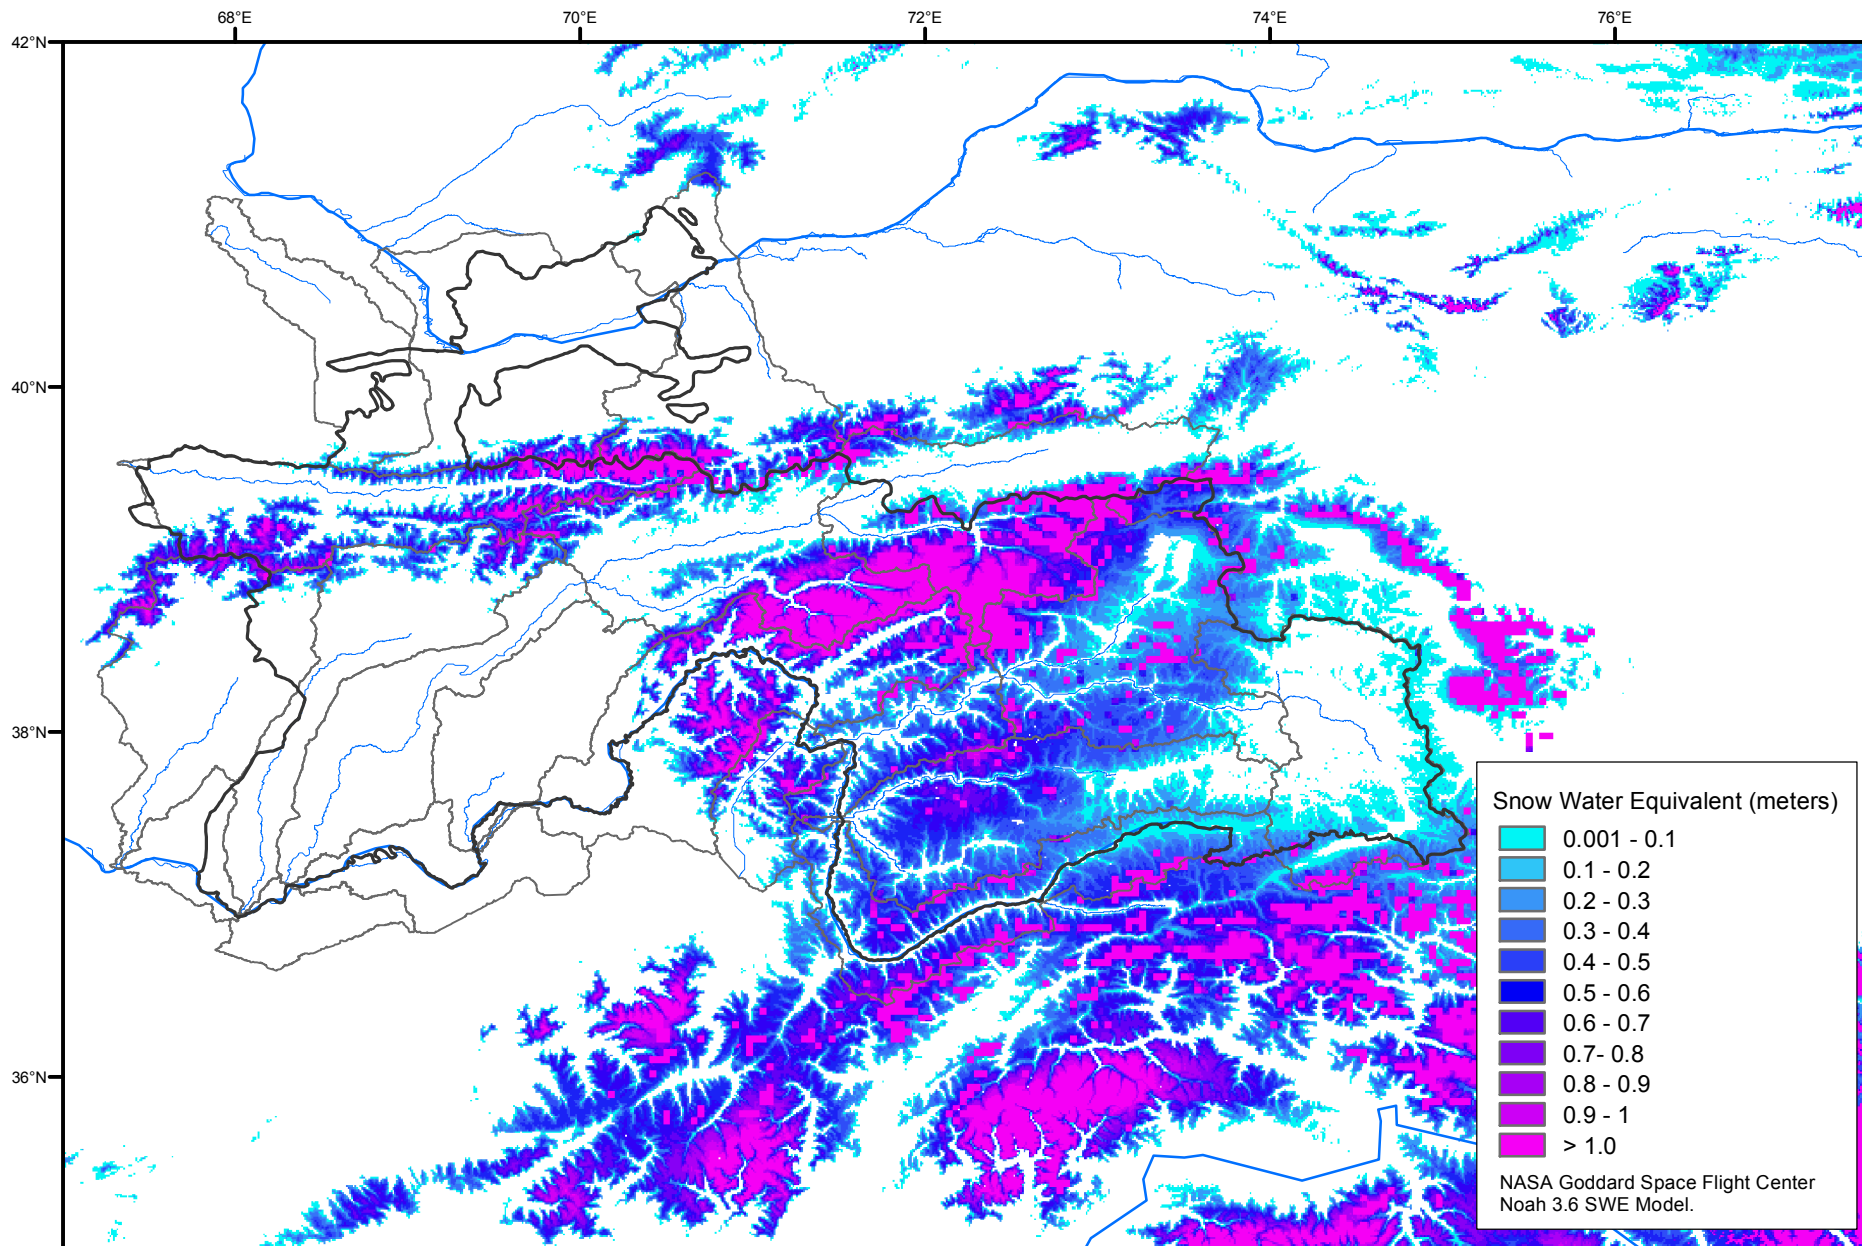 68°E
70°E
72°E
74°E
76°E
42°N
40°N
38°N
36°N
Snow Water Equivalent (meters)
0.001 - 0.1
0.1 - 0.2
0.2 - 0.3
0.3 - 0.4
0.4 - 0.5
0.5 - 0.6
0.6 - 0.7
0.7- 0.8
0.8 - 0.9
0.9 - 1
> 1.0
NASA Goddard Space Flight Center
Noah 3.6 SWE Model.